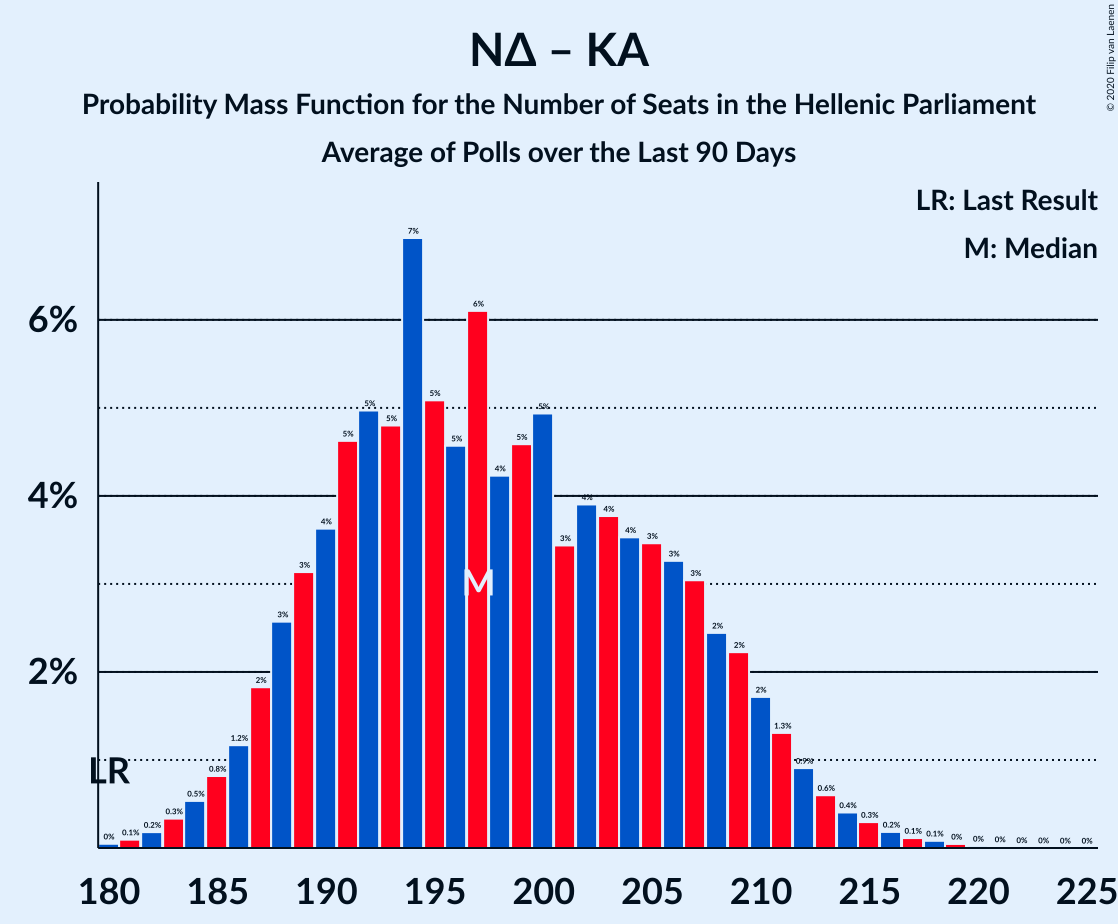 NΔ – KA
Probability Mass Function for the Number of Seats in the Hellenic Parliament
Average of Polls over the Last 90 Days
© 2020 Filip van Laenen
LR: Last Result
M: Median
6%
4%
2%
0% 0.1% 0.2% 0.3% 0.5% 0.8% 1.2% 2% 3% 3% 4% 5% 5% 5% 7% 5% 5% 6% 4% 5% 5% 3% 4% 4% 4% 3% 3% 3% 2% 2% 2% 1.3% 0.9% 0.6% 0.4% 0.3% 0.2% 0.1% 0.1% 0% 0% 0% 0% 0% 0% 0%
M
LR
180 185 190 195 200 205 210 215 220 225